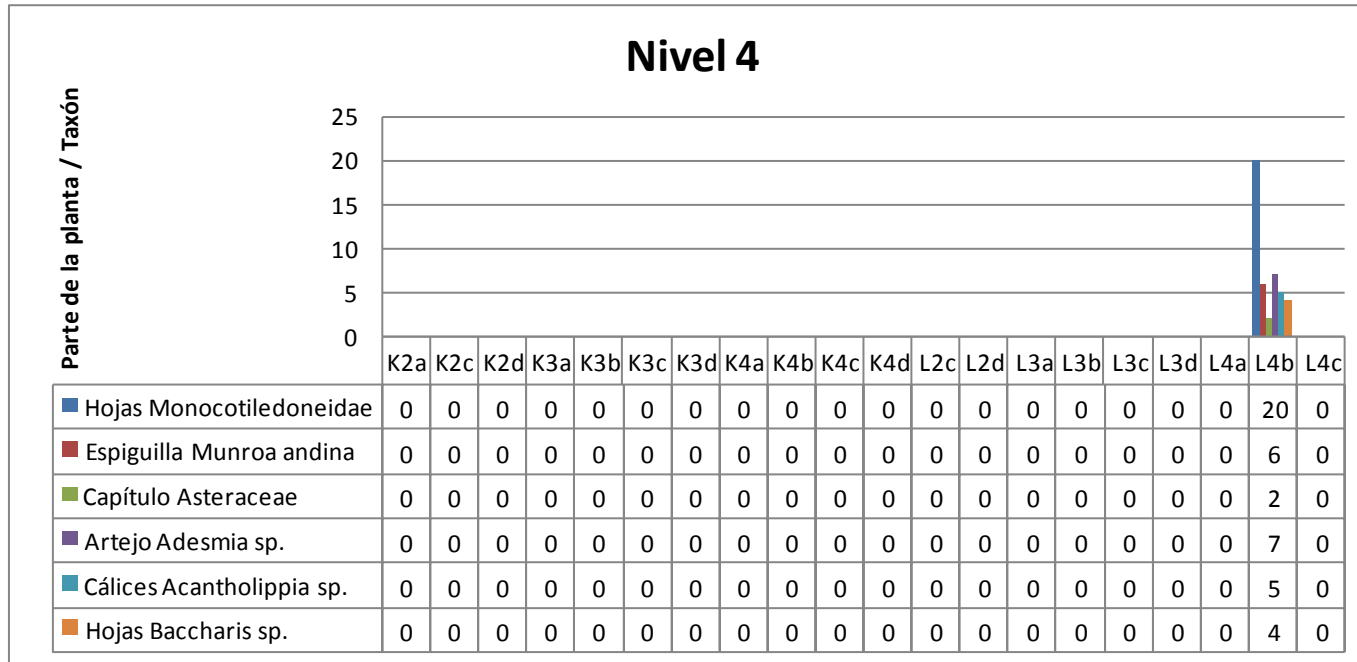 Nivel 4
Parte de la planta / Taxón
25
20
15
10
5
0
K2a K2c K2d K3a K3b K3c K3d K4a K4b K4c K4d L2c L2d L3a L3b L3c L3d L4a L4b L4c
Hojas Monocotiledoneidae 0 0 0 0 0 0 0 0 0 0 0 0 0 0 0 0 0 0 20 0
Espiguilla Munroa andina 0 0 0 0 0 0 0 0 0 0 0 0 0 0 0 0 0 0 6 0
Capítulo Asteraceae 0 0 0 0 0 0 0 0 0 0 0 0 0 0 0 0 0 0 2 0
Artejo Adesmia sp. 0 0 0 0 0 0 0 0 0 0 0 0 0 0 0 0 0 0 7 0
Cálices Acantholippia sp. 0 0 0 0 0 0 0 0 0 0 0 0 0 0 0 0 0 0 5 0
Hojas Baccharis sp. 0 0 0 0 0 0 0 0 0 0 0 0 0 0 0 0 0 0 4 0